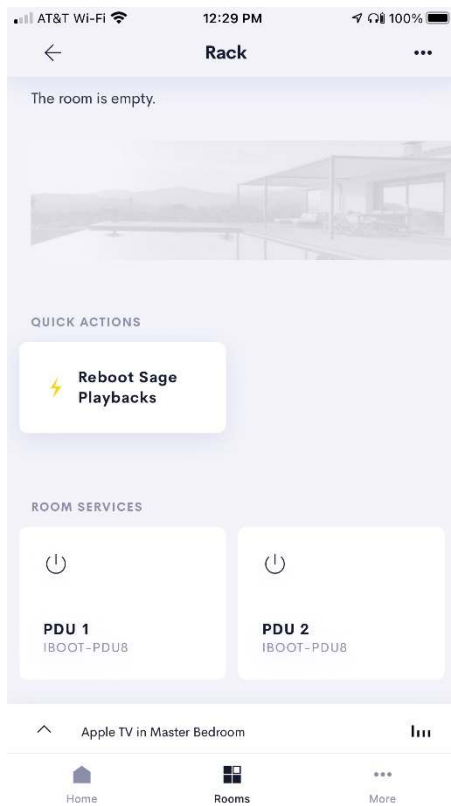 AT&T Wi-Fi 12:29 PM 100%
Rack
The room is empty.
QUICK ACTIONS
Reboot Sage
Playbacks
ROOM SERVICES
PDU 1 PDU 2
IBOOT-PDU8 IBOOT-PDU8
Apple TV in Master Bedroom
Home Rooms More